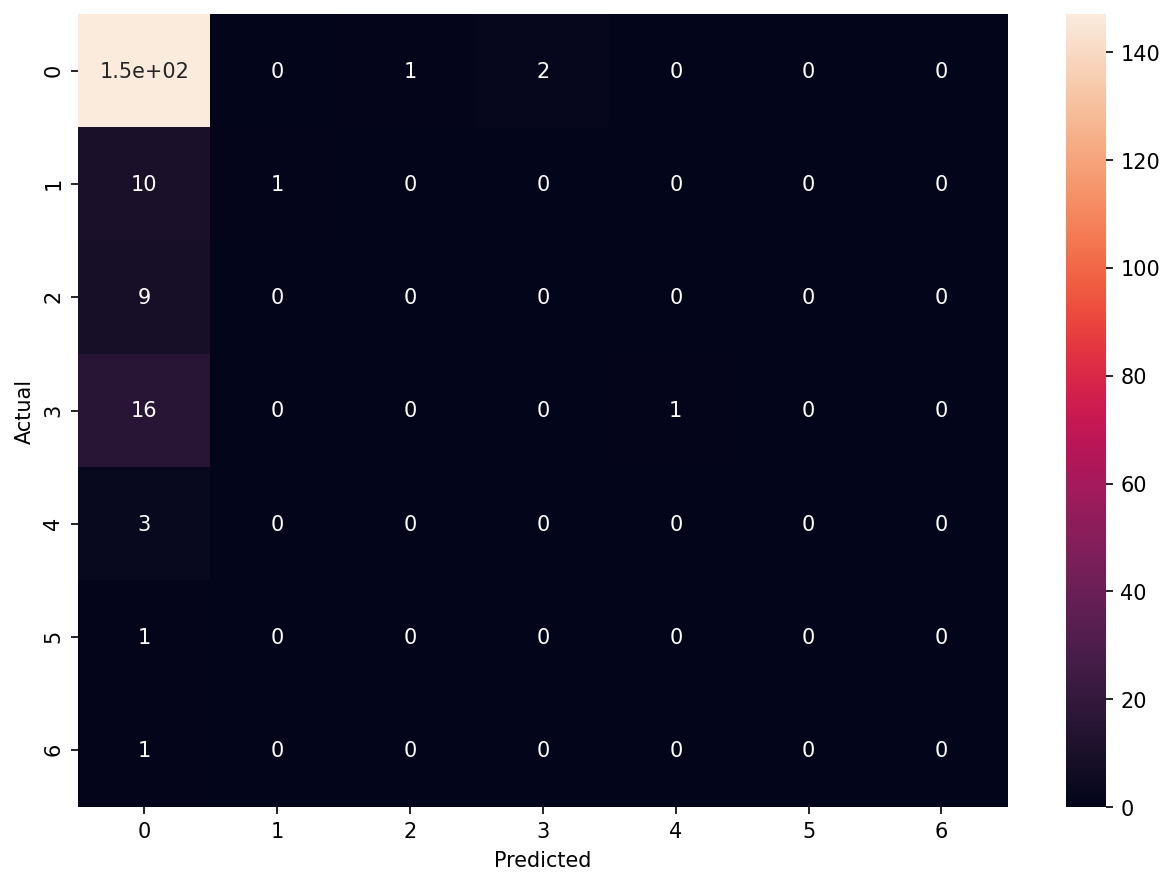 0 1.5e+02 0 1 2 0 0 0
1 10 1 0 0 0 0 0
2 9 0 0 0 0 0 0
3 16 0 0 0 1 0 0
4 3 0 0 0 0 0 0
5 1 0 0 0 0 0 0
6 1 0 0 0 0 0 0
0 1 2 3 4 5 6
Predicted
Actual
140
120
100
80
60
40
20
0